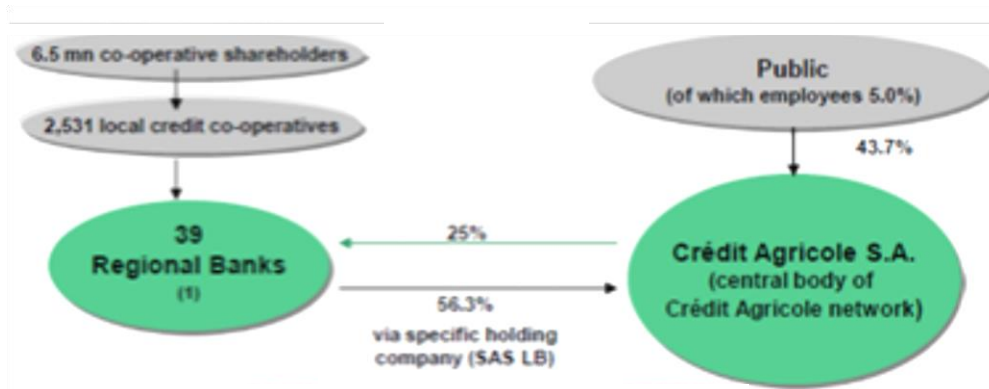 6.5 mn co-operative shareholders
2,531 local credit co-operatives
39
Regional Banks
(1)
25%
56.3%
via specific holding
company (SAS LB)
Public
(of which employees 5.0%)
43.7%
Crédit Agricole S.A.
(central body of
Crédit Agricole network)